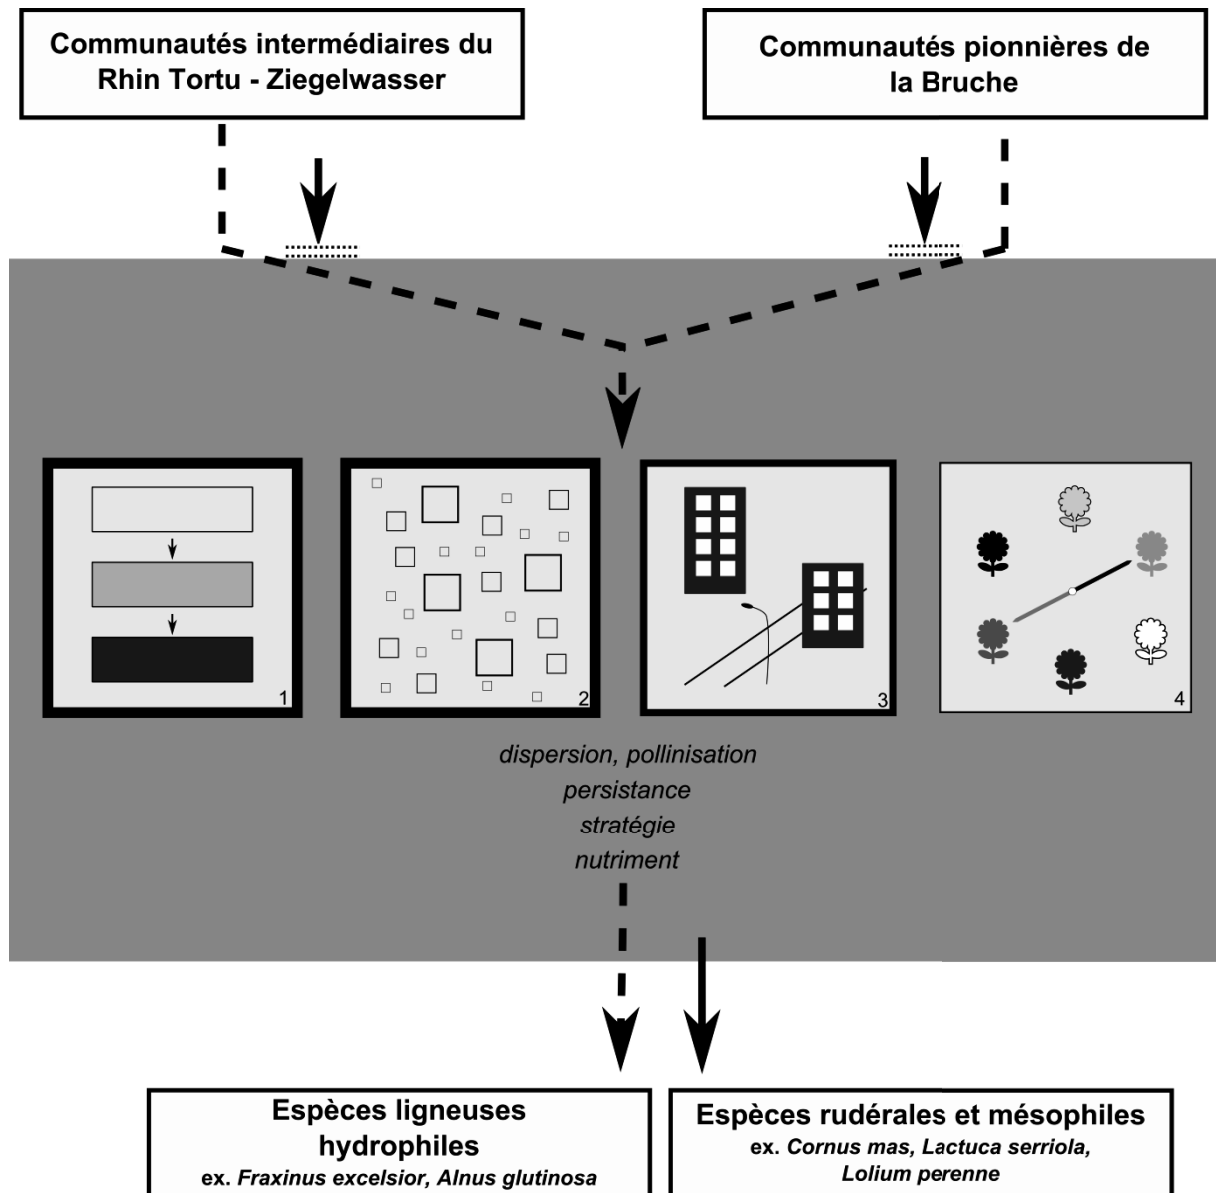 Communautés intermédiaires du
Rhin Tortu - Ziegelwasser
Communautés pionnières de
la Bruche
1
2
3
4
dispersion, pollinisation
persistance
stratégie
nutriment
Espèces ligneuses
hydrophiles
ex. Fraxinus excelsior, Alnus glutinosa
Espèces rudérales et mésophiles
ex. Cornus mas, Lactuca serriola,
Lolium perenne